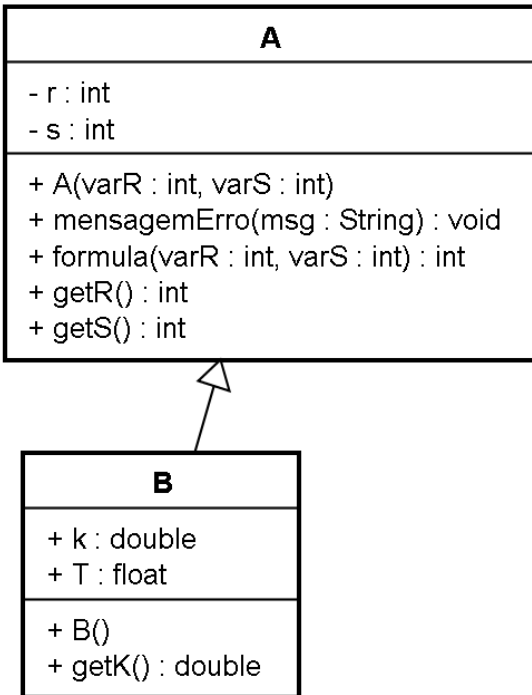 A
- r : int
- s : int
+ A(varR : int, varS : int)
+ mensagemErro(msg : String) : void
+ formula(varR : int, varS : int) : int
+ getR() : int
+ getS() : int
B
+ k : double
+ T : float
+ B()
+ getK() : double